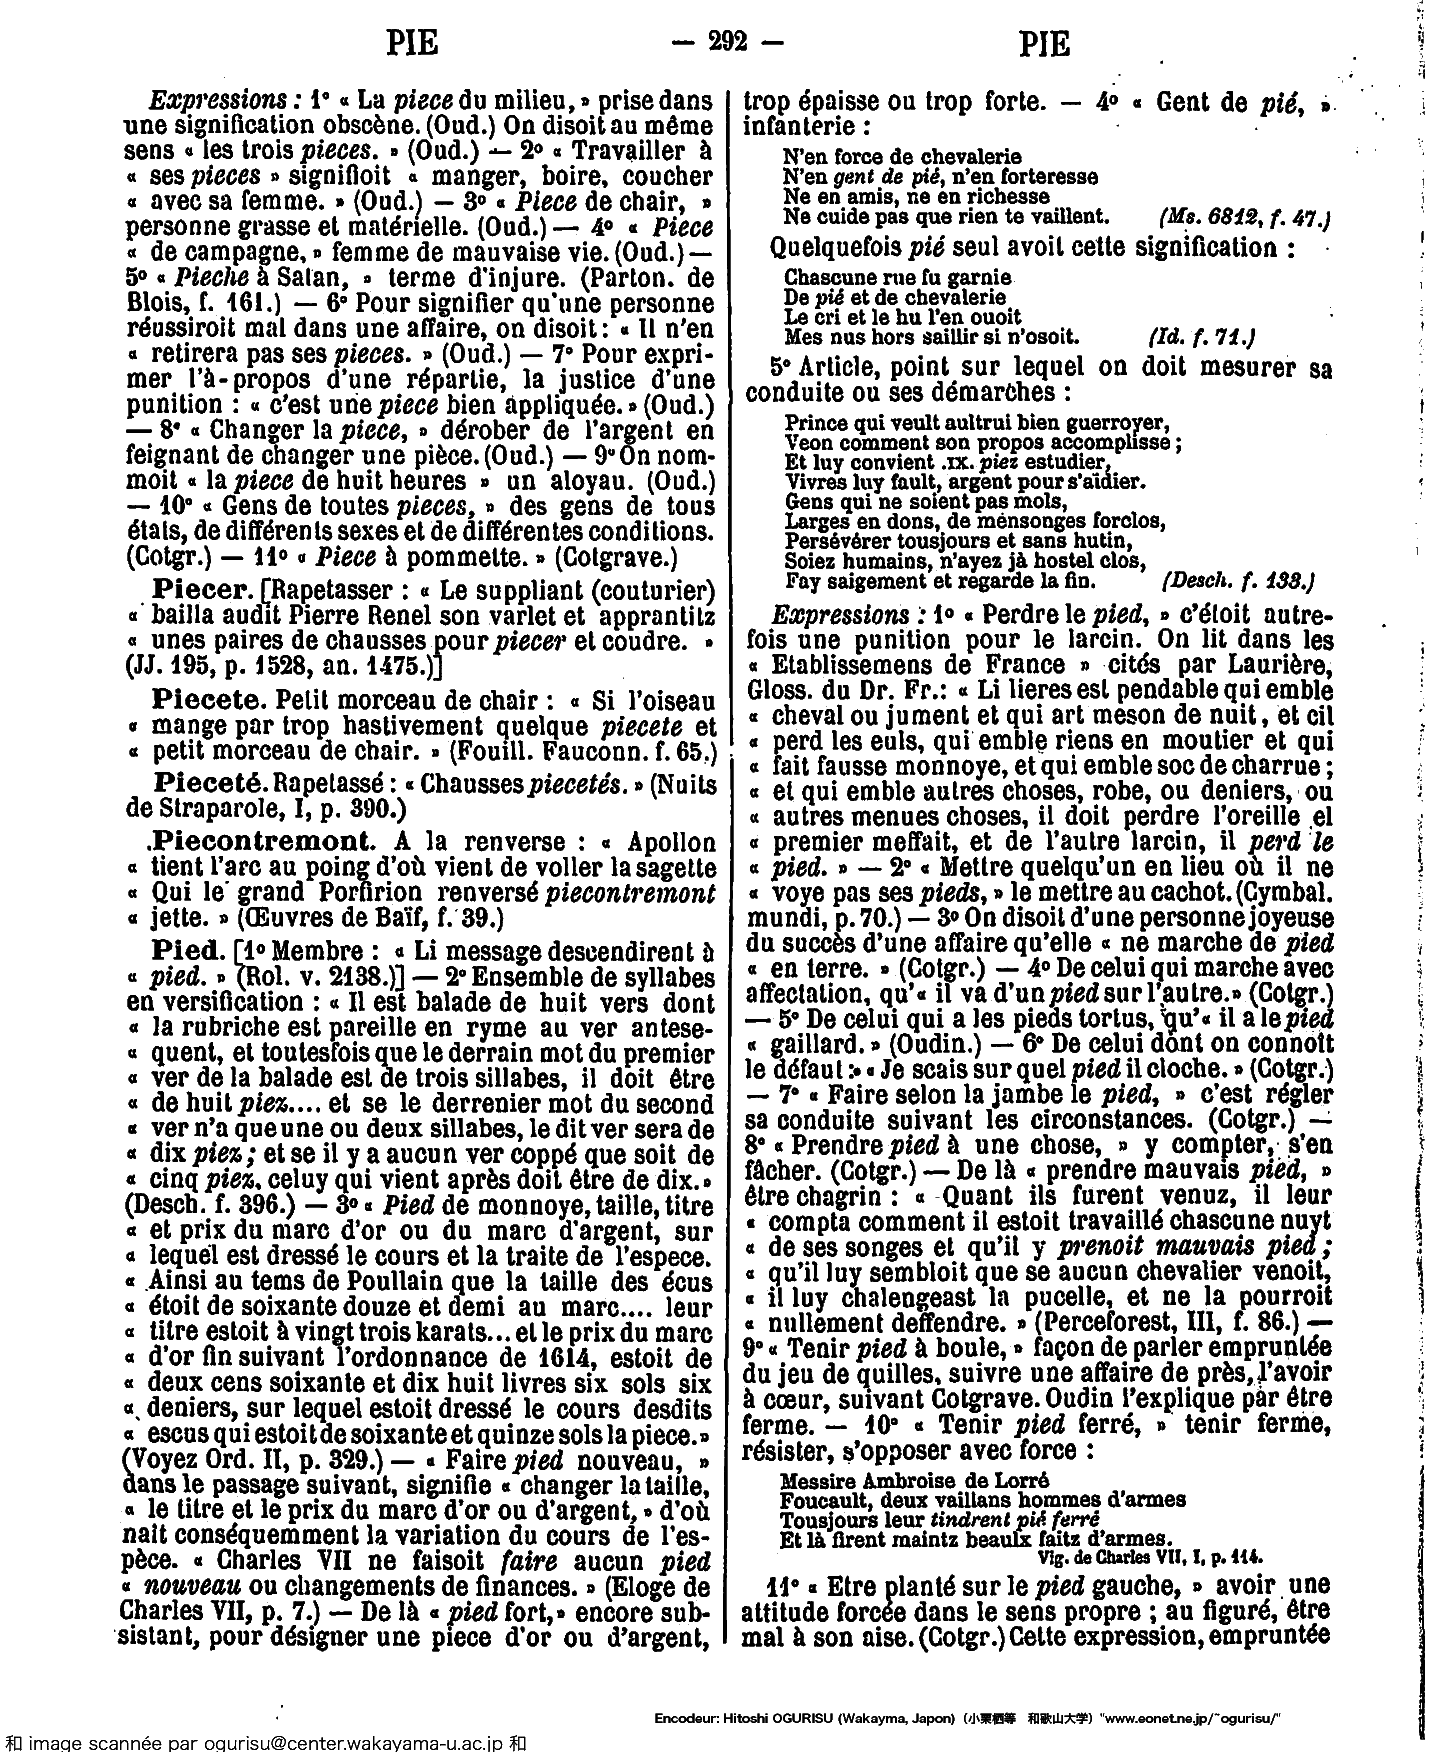 PIE
— 292 —
PIE
Expressions : 1° « La piece du milieu, » prise dans
une signification obscène. (Oud.) On disoit au même
sens « les trois pieces. » (Oud.) — 2° « Travailler à
« ses pieces » signifioit « manger, boire, coucher
« avec sa femme. » (Oud.) — 3° « Piece de chair, »
personne grasse et matérielle. (Oud.) — 4° « Piece
« de campagne, » femme de mauvaise vie. (Oud.) —
5° « Pieche à Satan, » terme d'injure. (Parton. de
Blois, f. 161.) — 6° Pour signifier qu'une personne
réussiroit mal dans une affaire, on disoit : « Il n'en
« retirera pas ses pieces. » (Oud.) — 7° Pour expri-
mer l'à-propos d'une répartie, la justice d'une
punition : « c'est une piece bien appliquée. » (Oud.)
— 8° « Changer la piece, » dérober de l'argent en
feignant de changer une pièce. (Oud.) — 9° On nom-
moit « la piece de huit heures » un aloyau. (Oud.)
— 10° « Gens de toutes pieces, » des gens de tous
états, de différents sexes et de différentes conditions.
(Cotgr.) — 11° « Piece à pommette. » (Cotgrave.)
Piecer. [Rapetasser : « Le suppliant (couturier)
« bailla audit Pierre Renel son varlet et apprantitz
« unes paires de chausses pour piecer et coudre. »
(JJ. 195, p. 1528, an. 1475.)]
Piecete. Petit morceau de chair : « Si l'oiseau
« mange par trop hastivement quelque piecete et
« petit morceau de chair. » (Fouill. Fauconn. f. 65.)
Pieceté. Rapetassé : « Chausses piecetés. » (Nuits
de Straparole, I, p. 390.)
Piecontremont. A la renverse : « Apollon
« tient l'arc au poing d'où vient de voller la sagette
« Qui le grand Porfirion renversé piecontremont
« jette. » (Œuvres de Baïf, f. 39.)
Pied. [1° Membre : « Li message descendirent à
« pied. » (Rol. v. 2138.)] — 2° Ensemble de syllabes
en versification : « Il est balade de huit vers dont
« la rubriche est pareille en ryme au ver antese-
« quent, et toutesfois que le derrain mot du premier
« ver de la balade est de trois sillabes, il doit être
« de huit piez.... et se le derrenier mot du second
« ver n'a que une ou deux sillabes, le dit ver sera de
« dix piez ; et se il y a aucun ver coppé que soit de
« cinq piez, celuy qui vient après doit être de dix. »
(Desch. f. 396.) — 3° « Pied de monnoye, taille, titre
« et prix du marc d'or ou du marc d'argent, sur
« lequel est dressé le cours et la traite de l'espece.
« Ainsi au tems de Poullain que la taille des écus
« étoit de soixante douze et demi au marc.... leur
« titre estoit à vingt trois karats... et le prix du marc
« d'or fin suivant l'ordonnance de 1614, estoit de
« deux cens soixante et dix huit livres six sols six
« deniers, sur lequel estoit dressé le cours desdits
« escus qui estoit de soixante et quinze sols la piece. »
(Voyez Ord. II, p. 329.) — « Faire pied nouveau, »
dans le passage suivant, signifie « changer la taille,
« le titre et le prix du marc d'or ou d'argent, » d'où
naît conséquemment la variation du cours de l'es-
pèce. « Charles VII ne faisoit faire aucun pied
« nouveau ou changements de finances. » (Eloge de
Charles VII, p. 7.) — De là « pied fort, » encore sub-
sistant, pour désigner une piece d'or ou d'argent,
trop épaisse ou trop forte. — 4° « Gent de pié, »
infanterie :
N'en force de chevalerie
N'en gent de pié, n'en forteresse
Ne en amis, ne en richesse
Ne cuide pas que rien te vaillent. (Ms. 6812, f. 47.)
Quelquefois pié seul avoit cette signification :
Chascune rue fu garnie
De pié et de chevalerie
Le cri et le hu l'en ouoit
Mes nus hors saillir si n'osoit. (Id. f. 71.)
5° Article, point sur lequel on doit mesurer sa
conduite ou ses démarches :
Prince qui veult aultrui bien guerroyer,
Veon comment son propos accomplisse ;
Et luy convient .IX. piez estudier,
Vivres luy fault, argent pour s'aidier.
Gens qui ne soient pas mols,
Larges en dons, de mensonges forclos,
Persévérer tousjours et sans hutin,
Soiez humains, n'ayez jà hostel clos,
Fay saigement et regarde la fin. (Desch. f. 133.)
Expressions : 1° « Perdre le pied, » c'étoit autre-
fois une punition pour le larcin. On lit dans les
« Etablissemens de France » cités par Laurière,
Gloss. du Dr. Fr.: « Li lieres est pendable qui emble
« cheval ou jument et qui art meson de nuit, et cil
« perd les euls, qui emble riens en moutier et qui
« fait fausse monnoye, et qui emble soc de charrue ;
« et qui emble autres choses, robe, ou deniers, ou
« autres menues choses, il doit perdre l'oreille el
« premier meffait, et de l'autre larcin, il perd le
« pied. » — 2° « Mettre quelqu'un en lieu où il ne
« voye pas ses pieds, » le mettre au cachot. (Cymbal.
mundi, p. 70.) — 3° On disoit d'une personne joyeuse
du succès d'une affaire qu'elle « ne marche de pied
« en terre. » (Cotgr.) — 4° De celui qui marche avec
affectation, qu'« il va d'un pied sur l'autre. » (Cotgr.)
— 5° De celui qui a les pieds tortus, qu'« il a le pied
« gaillard. » (Oudin.) — 6° De celui dont on connoît
le défaut : « Je scais sur quel pied il cloche. » (Cotgr.)
— 7° « Faire selon la jambe le pied, » c'est régler
sa conduite suivant les circonstances. (Cotgr.) —
8° « Prendre pied à une chose, » y compter, s'en
fâcher. (Cotgr.) — De là « prendre mauvais pied, »
être chagrin : « Quant ils furent venuz, il leur
« compta comment il estoit travaillé chascune nuyt
« de ses songes et qu'il y prenoit mauvais pied ;
« qu'il luy sembloit que se aucun chevalier venoit,
« il luy chalengeast la pucelle, et ne la pourroit
« nullement deffendre. » (Perceforest, III, f. 86.) —
9° « Tenir pied à boule, » façon de parler empruntée
du jeu de quilles, suivre une affaire de près, l'avoir
à cœur, suivant Cotgrave. Oudin l'explique par être
ferme. — 10° « Tenir pied ferré, » tenir ferme,
résister, s'opposer avec force :
Messire Ambroise de Lorré
Foucault, deux vaillans hommes d'armes
Tousjours leur tindrent pié ferré
Et là firent maintz beaulx faitz d'armes.
Vig. de Charles VII, I, p. 114.
11° « Etre planté sur le pied gauche, » avoir une
attitude forcée dans le sens propre ; au figuré, être
mal à son aise. (Cotgr.) Cette expression, empruntée
Encodeur: Hitoshi OGURISU (Wakayma, Japon) (小栗栖等 和歌山大学) "www.eonet.ne.jp/~ogurisu/"
和 image scannée par ogurisu@center.wakayama-u.ac.jp 和